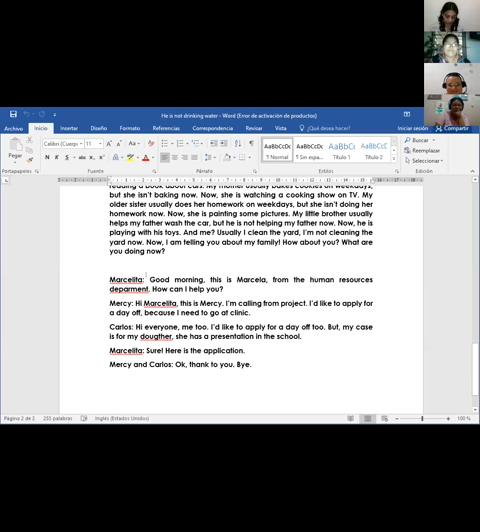 He is not drinking water - Word (Error de activación de productos)
Archivo Inicio Insertar Diseño Formato Referencias Correspondencia Revisar Vista ¿Qué desea hacer? Iniciar sesión Compartir
Pegar
Calibri (Cuerpo) 11
N K S
AaBbCcDc AaBbCcDc AaBbCc AaBbCcC
1 Normal 1 Sin espa... Título 1 Título 2
Buscar
Reemplazar
Seleccionar
Portapapeles Fuente Párrafo Estilos Edición
reading a book about cars. My mother usually bakes cookies on weekdays,
but she isn't baking now. Now, she is watching a cooking show on TV. My
older sister usually does her homework on weekdays, but she isn't doing her
homework now. Now, she is painting some pictures. My little brother usually
helps my father wash the car, but he is not helping my father now. Now, he is
playing with his toys. And me? Usually I clean the yard, I'm not cleaning the
yard now. Now, I am telling you about my family! How about you? What are
you doing now?
Marcelita: Good morning, this is Marcela, from the human resources
deparment. How can I help you?
Mercy: Hi Marcelita, this is Mercy. I'm calling from project. I'd like to apply for
a day off, because I need to go at clinic.
Carlos: Hi everyone, me too. I'd like to apply for a day off too. But, my case
is for my dougther, she has a presentation in the school.
Marcelita: Sure! Here is the application.
Mercy and Carlos: Ok, thank to you. Bye.
Página 2 de 2 255 palabras Inglés (Estados Unidos) 100 %